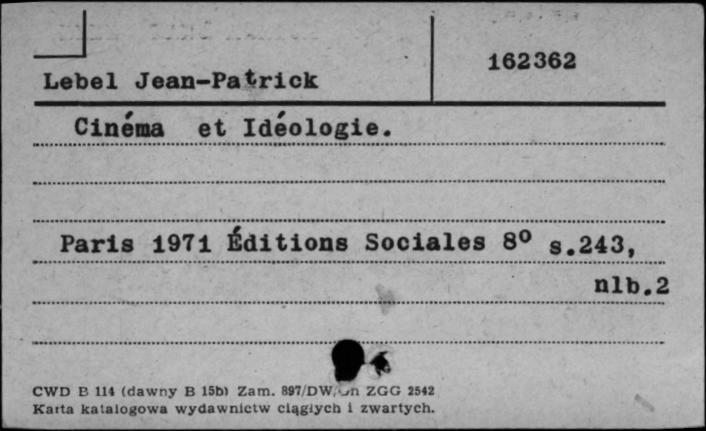 162362
Lebel Jean-Patrick
Cinéma et Idéologie.
Paris 1971 Éditions Sociales 8º s.243,
nlb.2
CWD B 114 (dawny B 15b) Zam. 897/DW/ ZGG 2542
Karta katalogowa wydawnictw ciągłych i zwartych.